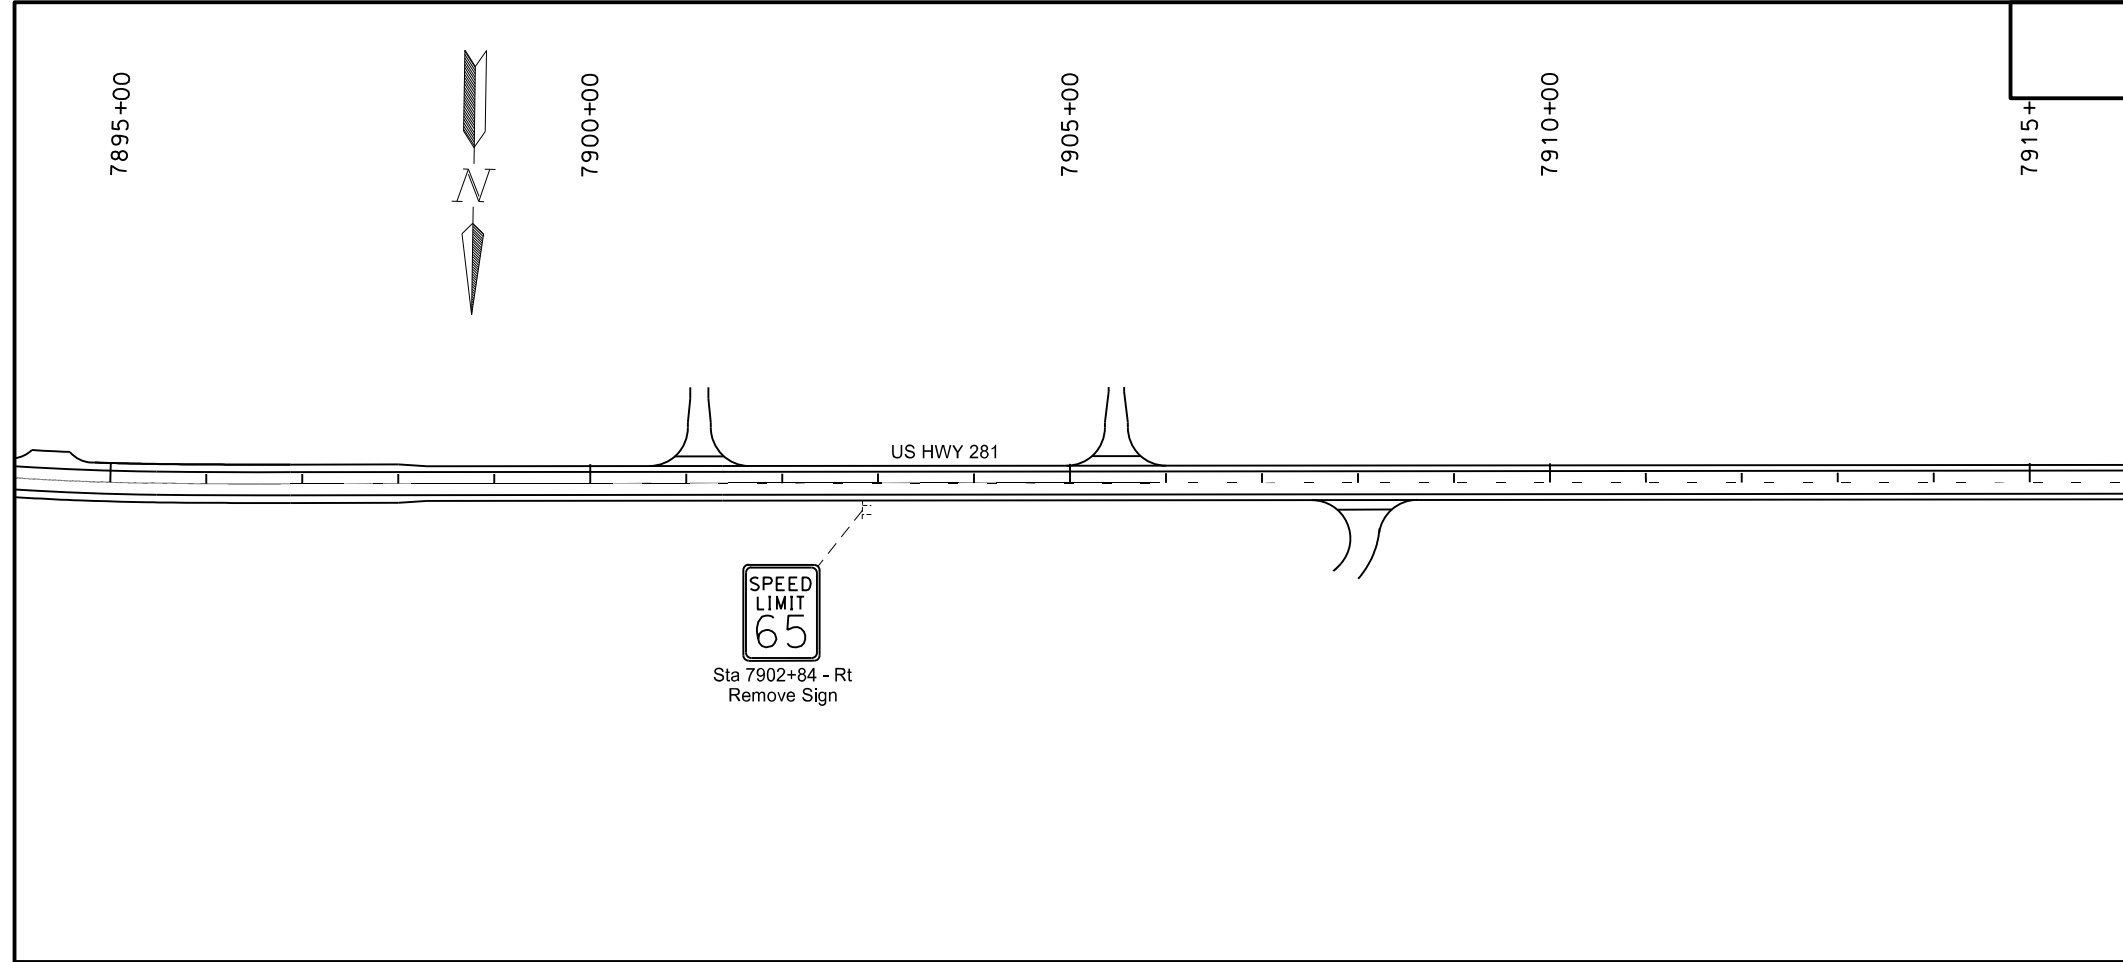 7895+00
7900+00
7905+00
7910+00
7915+
N
US HWY 281
SPEED
LIMIT
65
Sta 7902+84 - Rt
Remove Sign